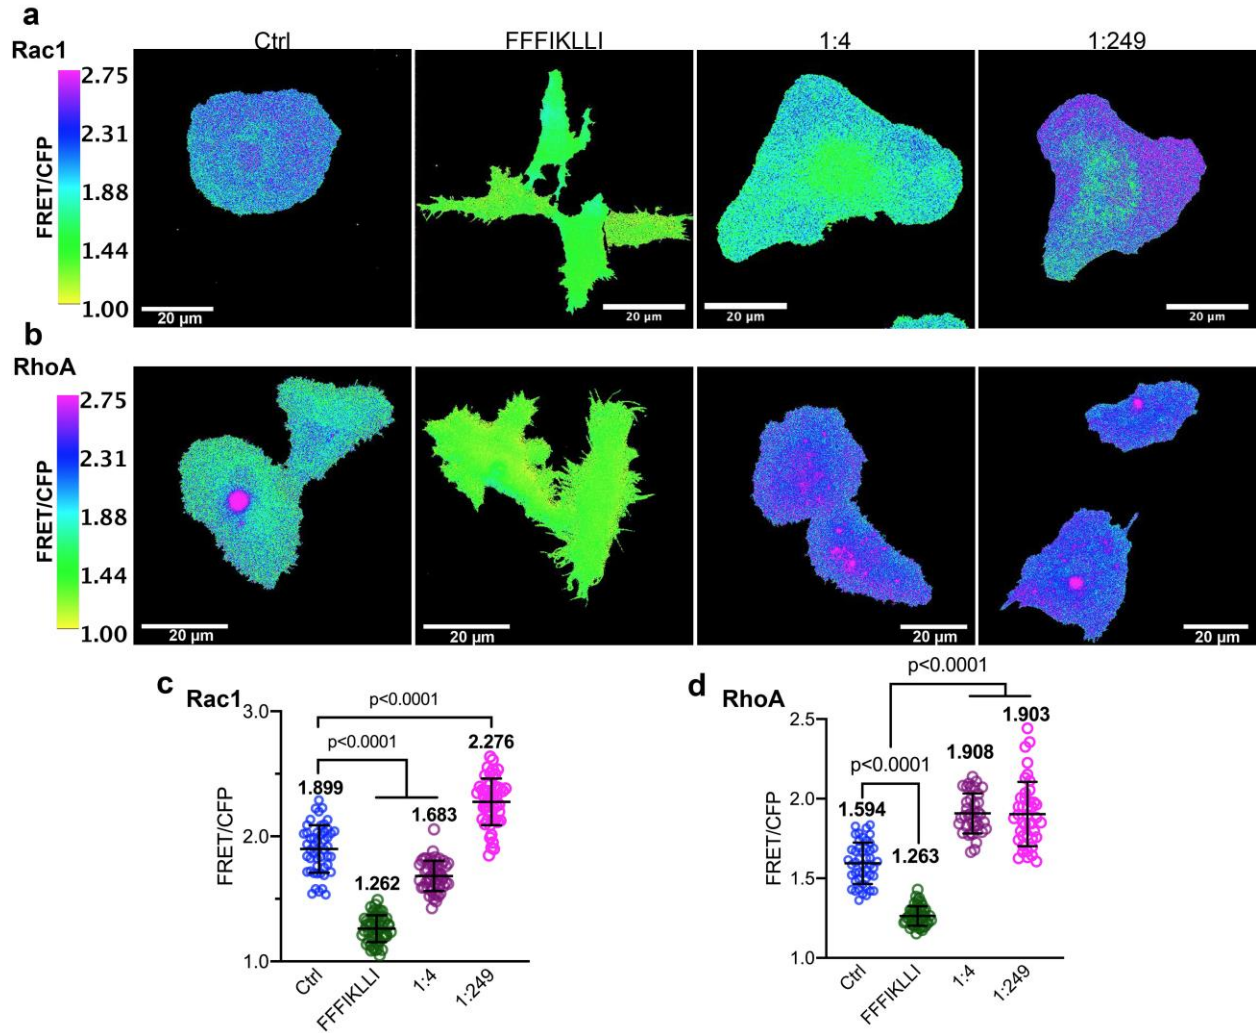 a
Rac1
Ctrl FFFIKLLI 1:4 1:249
FRET/CFP
2.75
2.31
1.88
1.44
1.00
20 µm 20 µm 20 µm 20 µm
b
RhoA
FRET/CFP
2.75
2.31
1.88
1.44
1.00
20 µm 20 µm 20 µm 20 µm
c Rac1
FRET/CFP
3.0
2.0
1.0
p<0.0001
p<0.0001
1.899
1.262
1.683
2.276
Ctrl
FFFIKLLI
1:4
1:249
d RhoA
FRET/CFP
2.5
2.0
1.5
1.0
p<0.0001
p<0.0001
1.594
1.263
1.908
1.903
Ctrl
FFFIKLLI
1:4
1:249